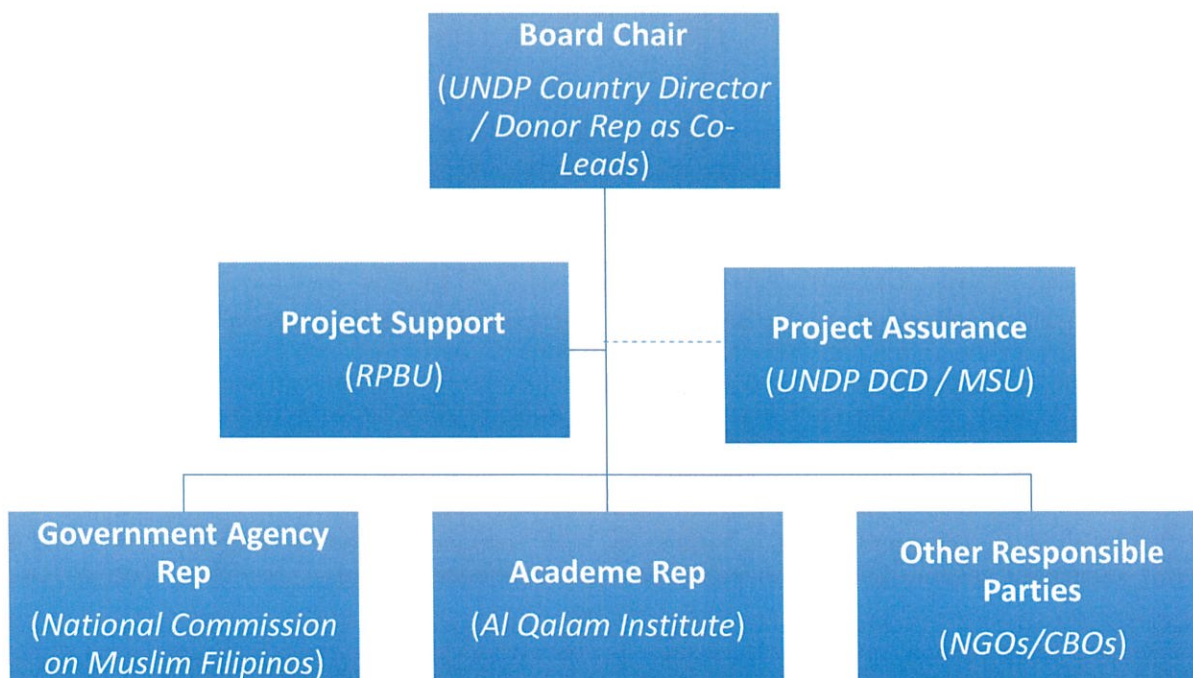 Board Chair
(UNDP Country Director
/ Donor Rep as Co-
Leads)
Project Support
(RPBU)
Project Assurance
(UNDP DCD / MSU)
Government Agency
Rep
(National Commission
on Muslim Filipinos)
Academe Rep
(Al Qalam Institute)
Other Responsible
Parties
(NGOs/CBOs)